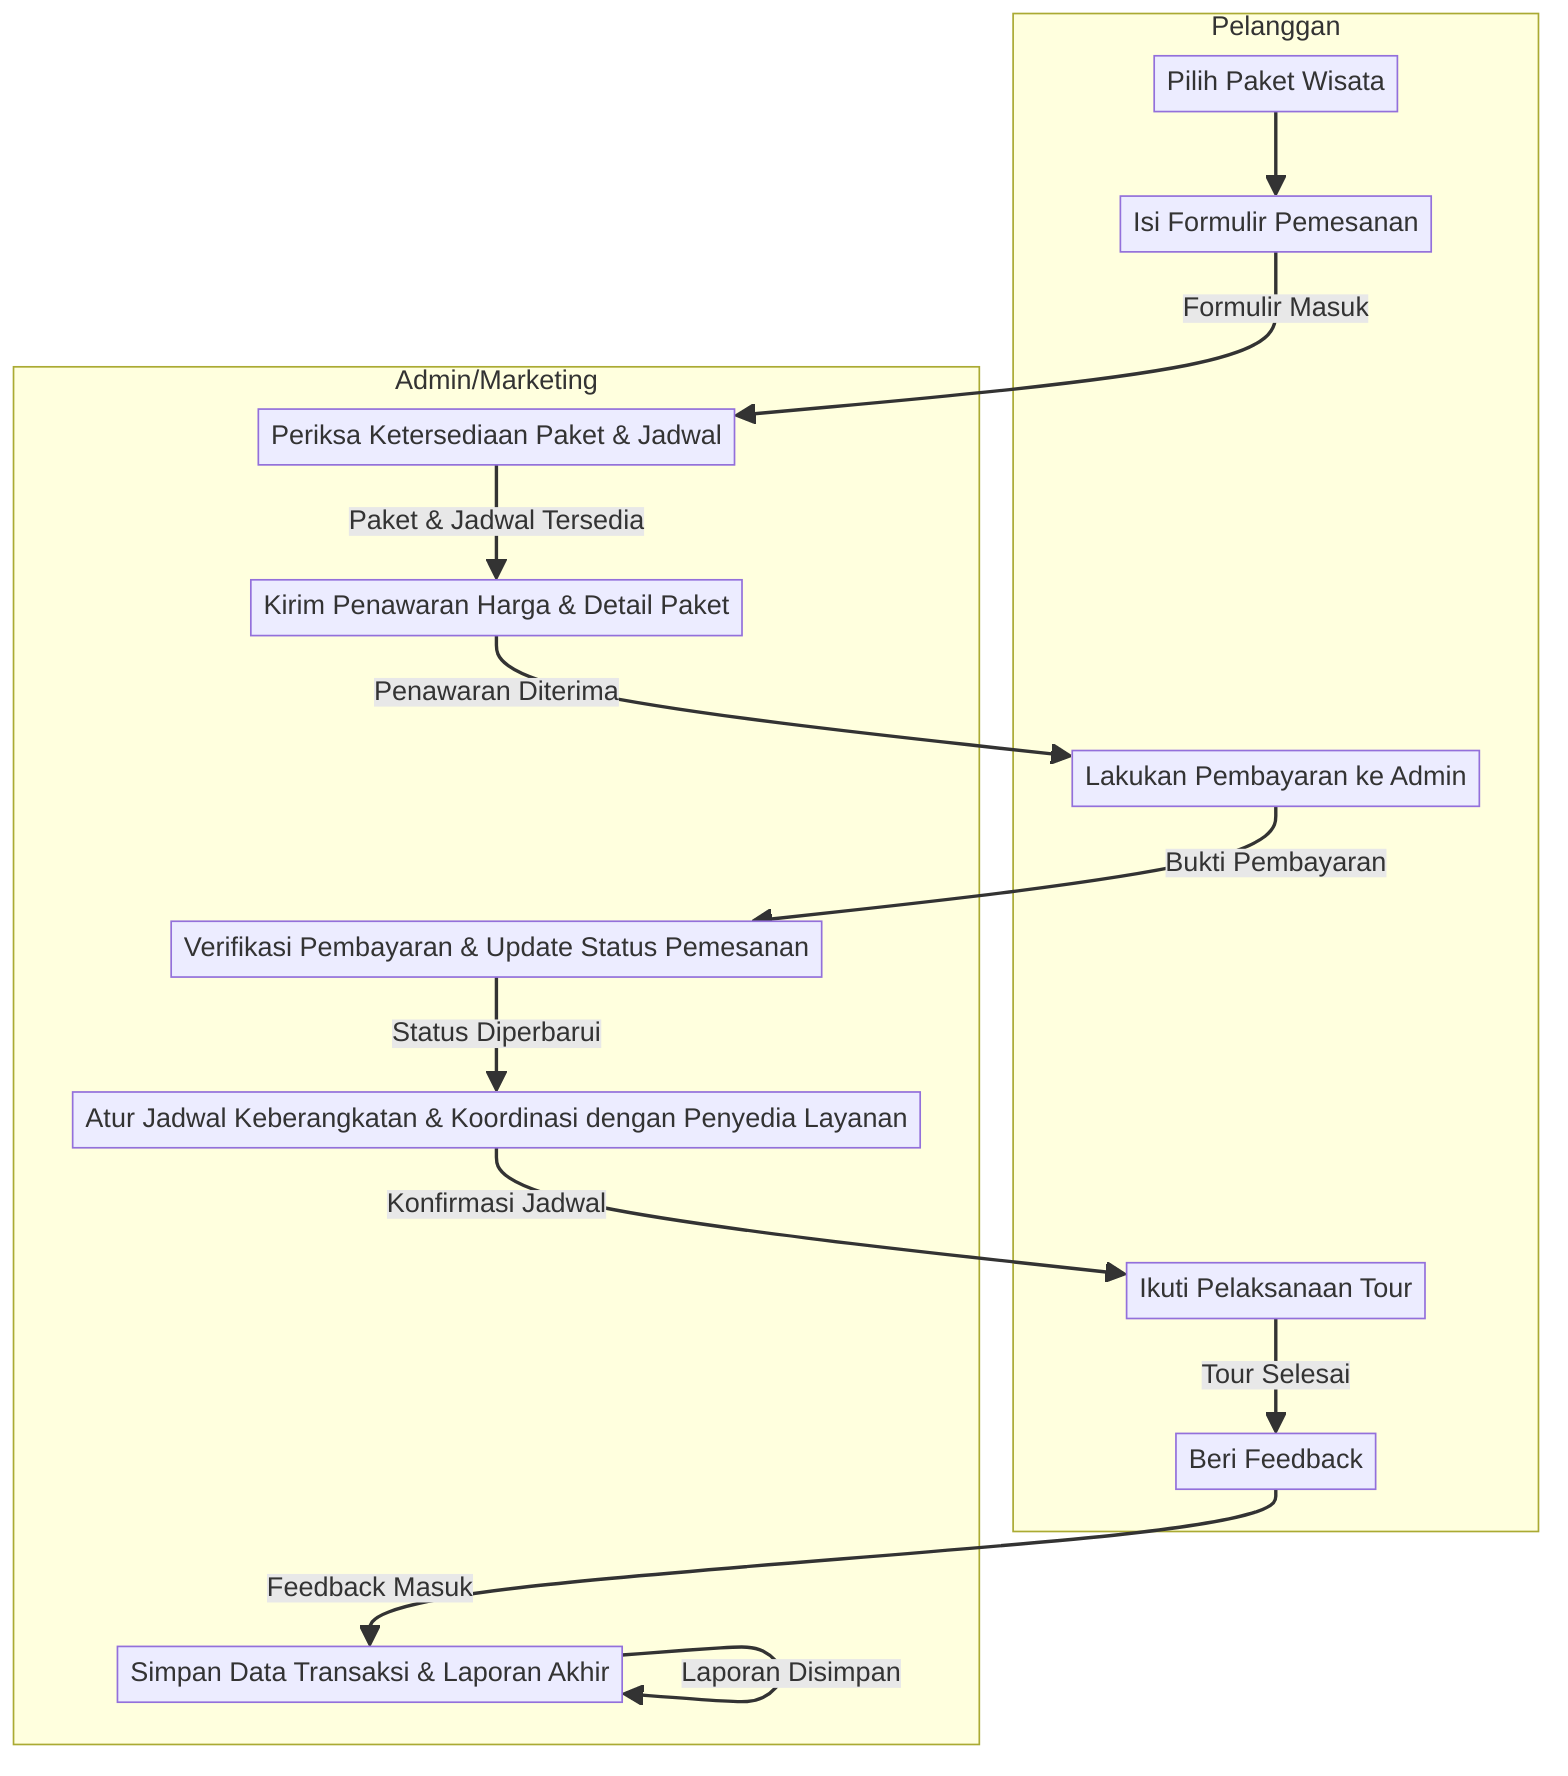 Pelanggan
Pilih Paket Wisata
Isi Formulir Pemesanan
Formulir Masuk
Admin/Marketing
Periksa Ketersediaan Paket & Jadwal
Paket & Jadwal Tersedia
Kirim Penawaran Harga & Detail Paket
Penawaran Diterima
Lakukan Pembayaran ke Admin
Bukti Pembayaran
Verifikasi Pembayaran & Update Status Pemesanan
Status Diperbarui
Atur Jadwal Keberangkatan & Koordinasi dengan Penyedia Layanan
Konfirmasi Jadwal
Ikuti Pelaksanaan Tour
Tour Selesai
Beri Feedback
Feedback Masuk
Simpan Data Transaksi & Laporan Akhir
Laporan Disimpan